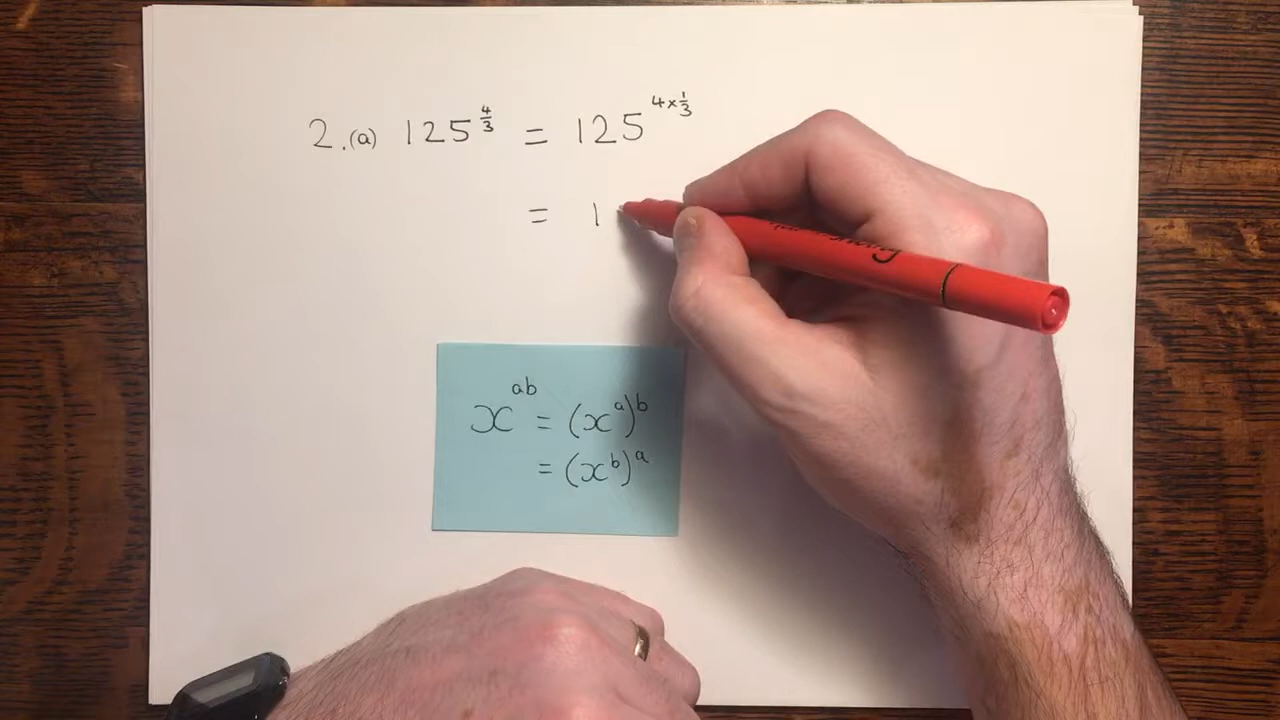 2.(a) 125^{4/3} = 125^{4×1/3}
= 1
x^{ab} = (x^a)^b
= (x^b)^a